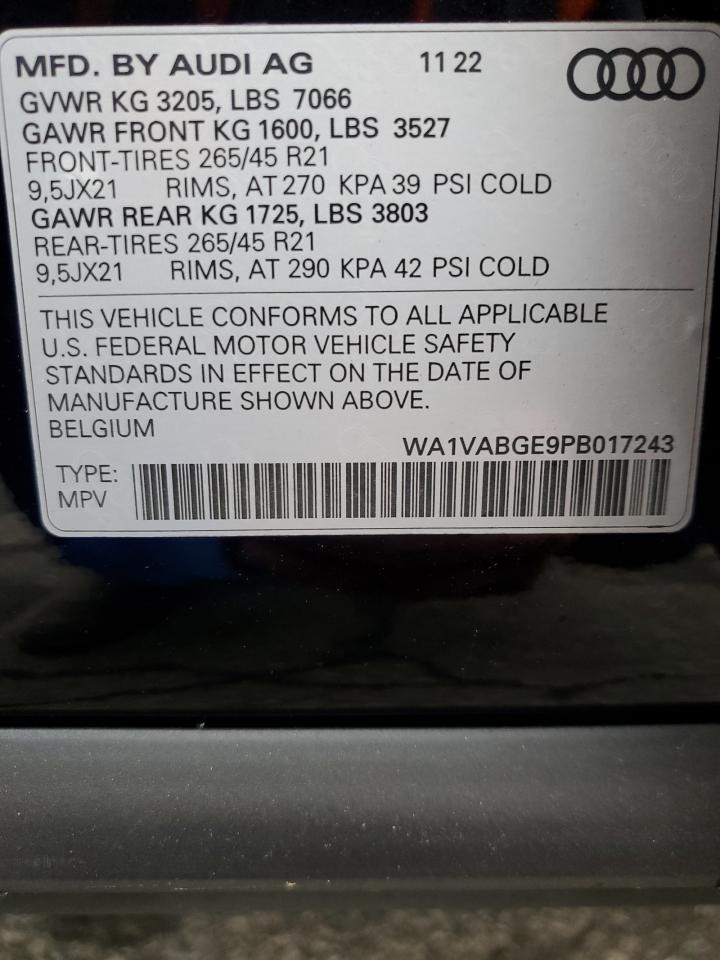 MFD. BY AUDI AG 11 22
GVWR KG 3205, LBS 7066
GAWR FRONT KG 1600, LBS 3527
FRONT-TIRES 265/45 R21
9,5JX21 RIMS, AT 270 KPA 39 PSI COLD
GAWR REAR KG 1725, LBS 3803
REAR-TIRES 265/45 R21
9,5JX21 RIMS, AT 290 KPA 42 PSI COLD
THIS VEHICLE CONFORMS TO ALL APPLICABLE
U.S. FEDERAL MOTOR VEHICLE SAFETY
STANDARDS IN EFFECT ON THE DATE OF
MANUFACTURE SHOWN ABOVE.
BELGIUM
WA1VABGE9PB017243
TYPE:
MPV